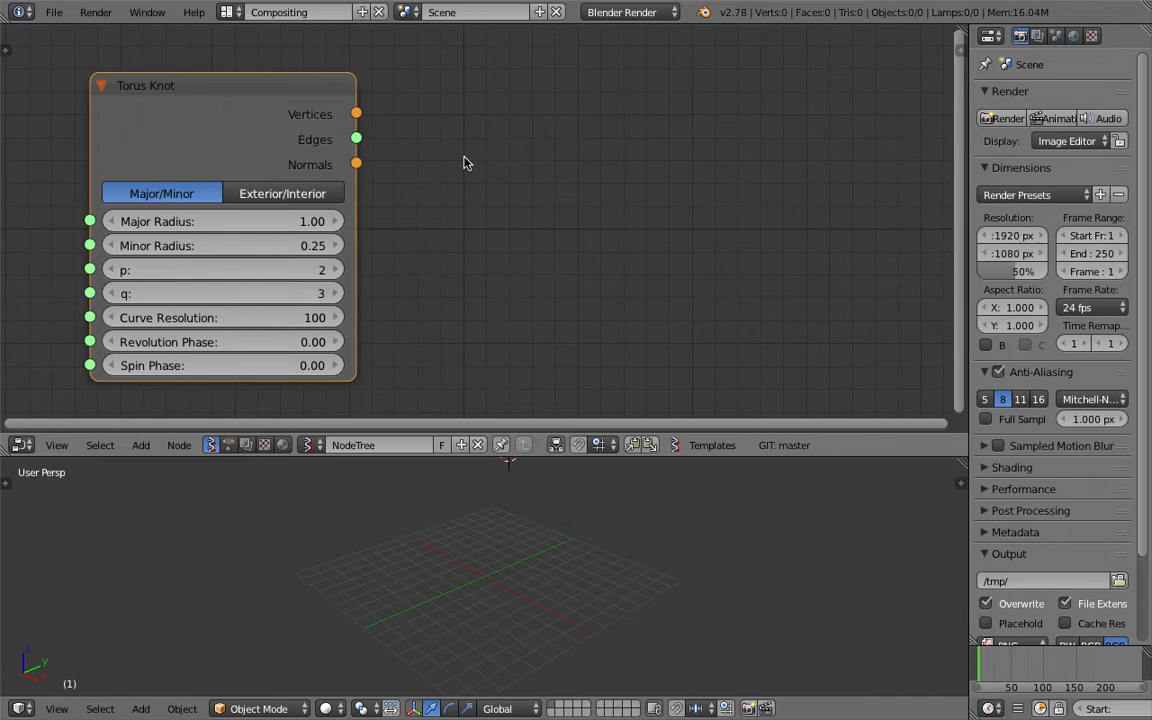 File Render Window Help Compositing Scene Blender Render v2.78 | Verts:0 | Faces:0 | Tris:0 | Objects:0/0 | Lamps:0/0 | Mem:16.04M
Torus Knot
Vertices
Edges
Normals
Major/Minor Exterior/Interior
Major Radius: 1.00
Minor Radius: 0.25
p: 2
q: 3
Curve Resolution: 100
Revolution Phase: 0.00
Spin Phase: 0.00
View Select Add Node NodeTree F Templates GIT: master
User Persp
z
y
x
(1)
View Select Add Object Object Mode Global
Scene
Render
Render Animati Audio
Display: Image Editor
Dimensions
Render Presets
Resolution: Frame Range:
:1920 px Start Fr: 1
:1080 px End : 250
50% Frame : 1
Aspect Ratio: Frame Rate:
X: 1.000 24 fps
Y: 1.000 Time Remap...
B C 1 1
Anti-Aliasing
5 8 11 16 Mitchell-N...
Full Sampl 1.000 px
Sampled Motion Blur
Shading
Performance
Post Processing
Metadata
Output
/tmp/
Overwrite File Extens
Placehold Cache Res
PNG BW RGB RGB
50 100 150 200
Start: